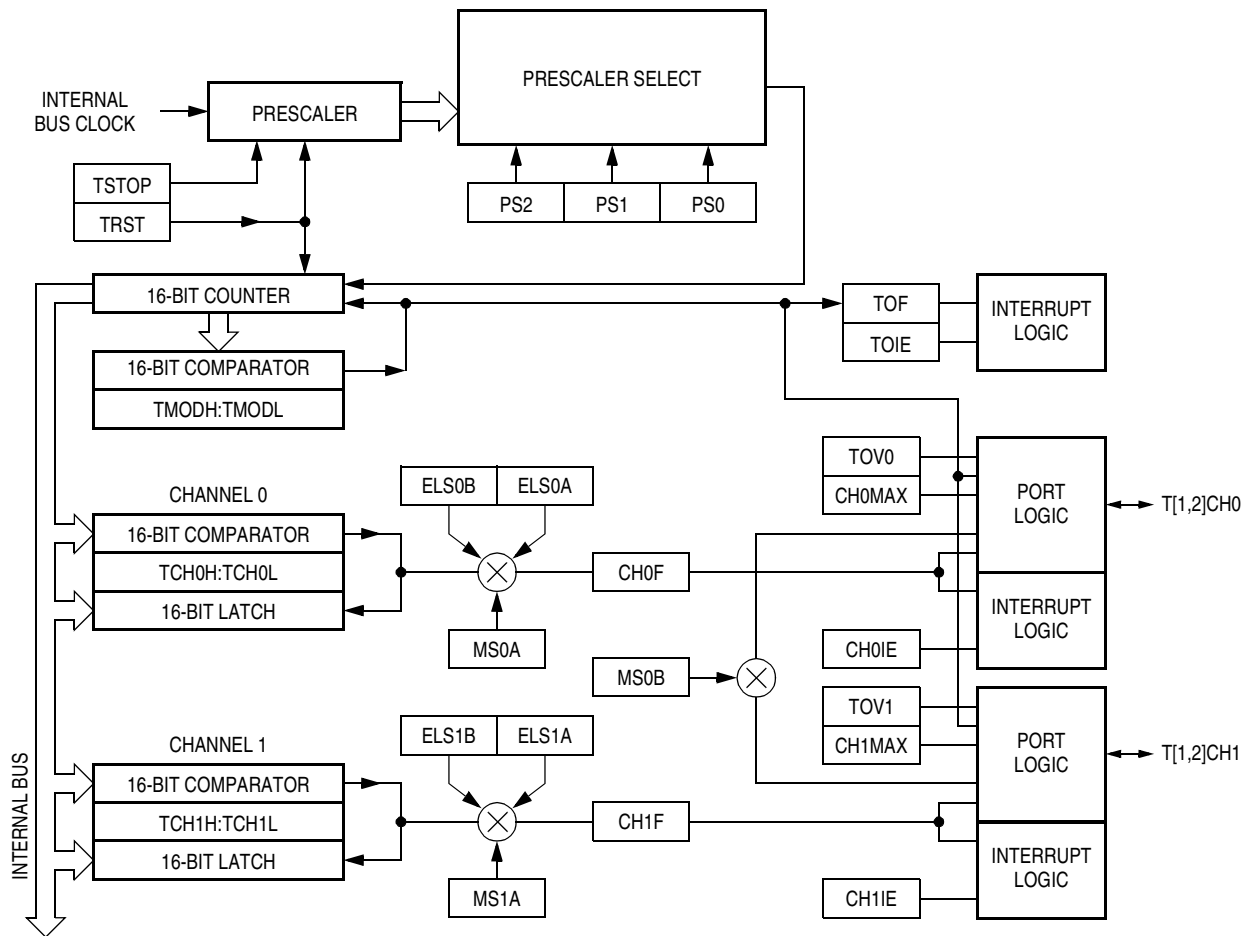 PRESCALER SELECT
INTERNAL
BUS CLOCK
PRESCALER
TSTOP
TRST
PS2
PS1
PS0
16-BIT COUNTER
TOF
TOIE
INTERRUPT
LOGIC
16-BIT COMPARATOR
TMODH:TMODL
TOV0
CH0MAX
PORT
LOGIC
T[1,2]CH0
CHANNEL 0
ELS0B
ELS0A
16-BIT COMPARATOR
TCH0H:TCH0L
16-BIT LATCH
CH0F
INTERRUPT
LOGIC
MS0A
CH0IE
MS0B
TOV1
CH1MAX
PORT
LOGIC
T[1,2]CH1
CHANNEL 1
ELS1B
ELS1A
16-BIT COMPARATOR
TCH1H:TCH1L
16-BIT LATCH
CH1F
INTERRUPT
LOGIC
MS1A
CH1IE
INTERNAL BUS